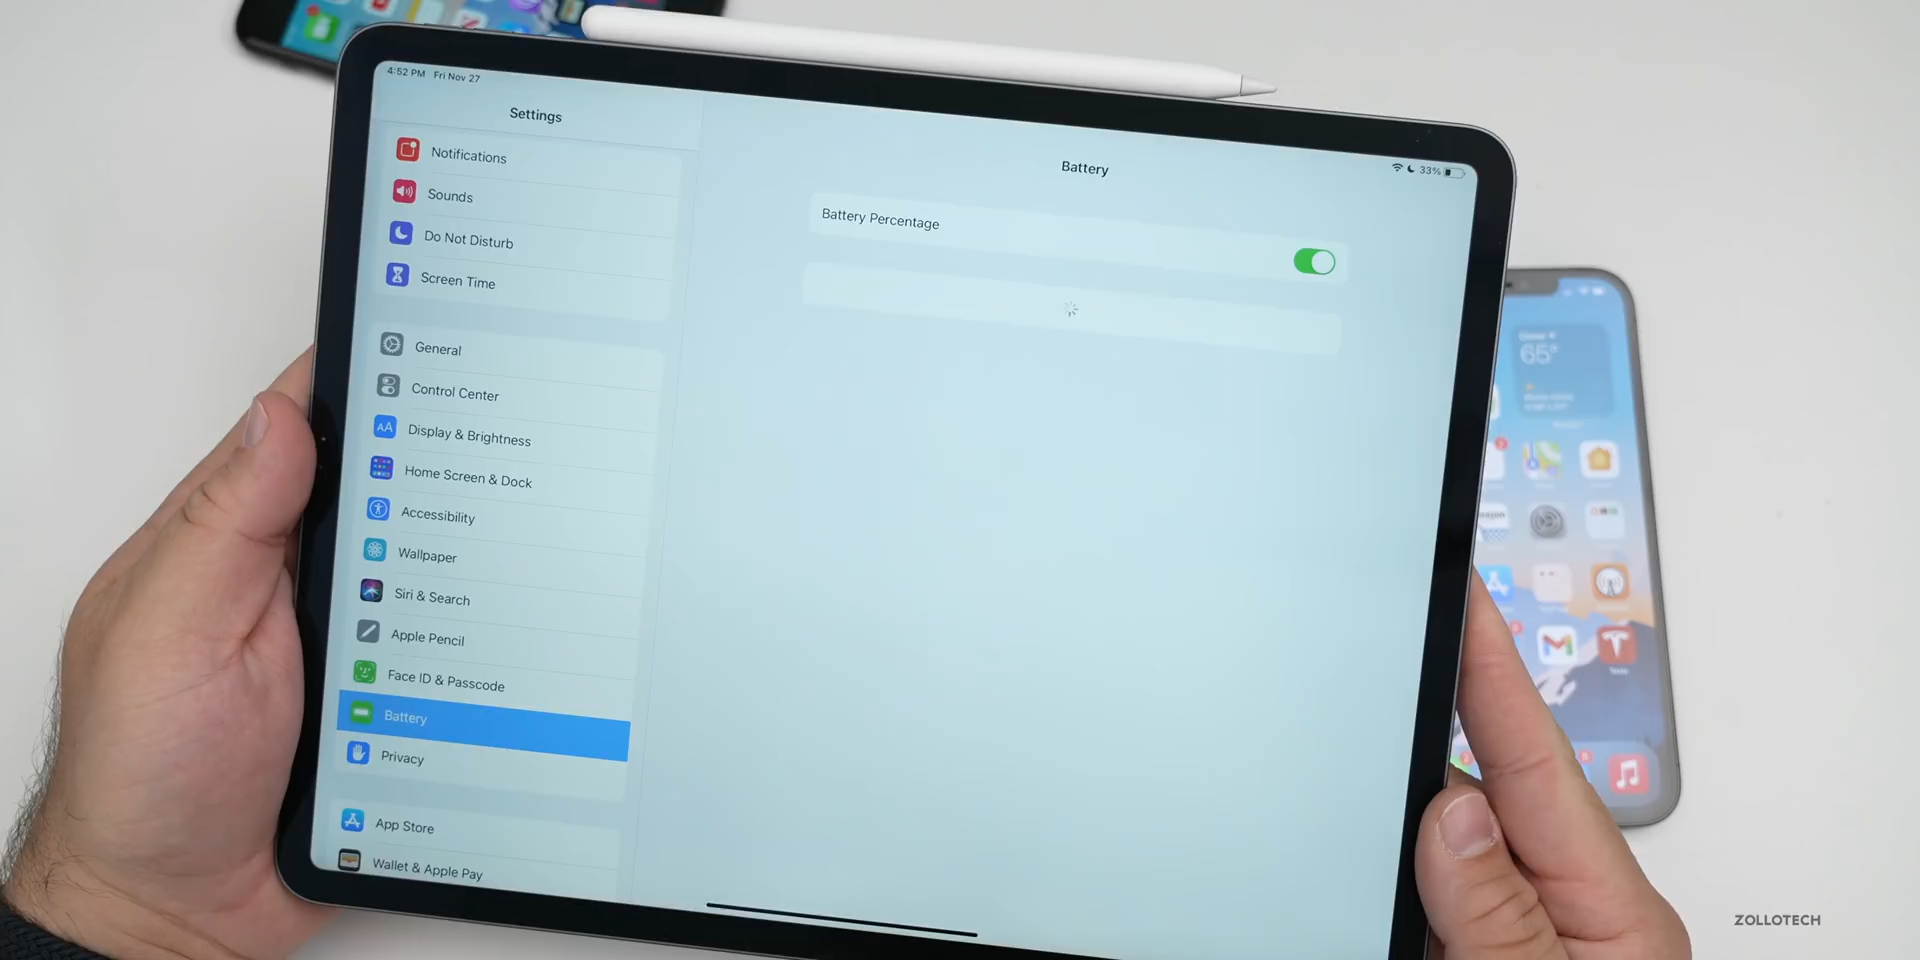 4:52 PM Fri Nov 27
Settings
Battery
33%
Notifications
Sounds
Do Not Disturb
Screen Time
General
Control Center
Display & Brightness
Home Screen & Dock
Accessibility
Wallpaper
Siri & Search
Apple Pencil
Face ID & Passcode
Battery
Privacy
App Store
Wallet & Apple Pay
Battery Percentage
65°
ZOLLOTECH